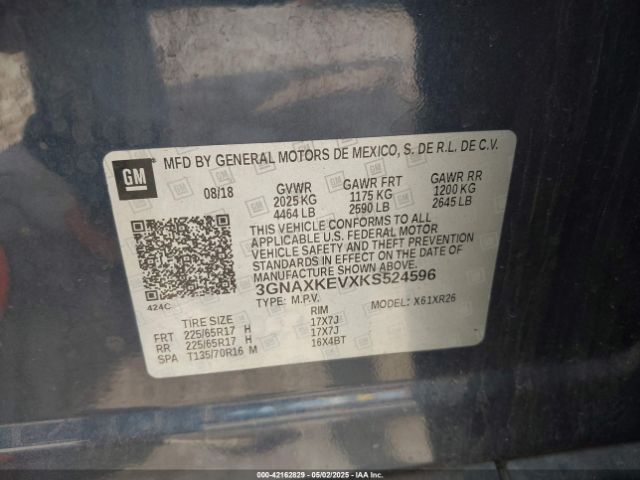 GM
MFD BY GENERAL MOTORS DE MEXICO, S. DE R.L. DE C.V.
08/18 GVWR GAWR FRT GAWR RR
2025 KG 1175 KG 1200 KG
4464 LB 2590 LB 2645 LB
THIS VEHICLE CONFORMS TO ALL
APPLICABLE U.S. FEDERAL MOTOR
VEHICLE SAFETY AND THEFT PREVENTION
STANDARDS IN EFFECT ON THE DATE OF
MANUFACTURE SHOWN ABOVE.
3GNAXKEVXKS524596
424C TYPE: M.P.V. MODEL: X61XR26
TIRE SIZE RIM
FRT 225/65R17 H 17X7J
RR 225/65R17 H 17X7J
SPA T135/70R16 M 16X4BT
000-42162829 05/02/2025 IAA, Inc.